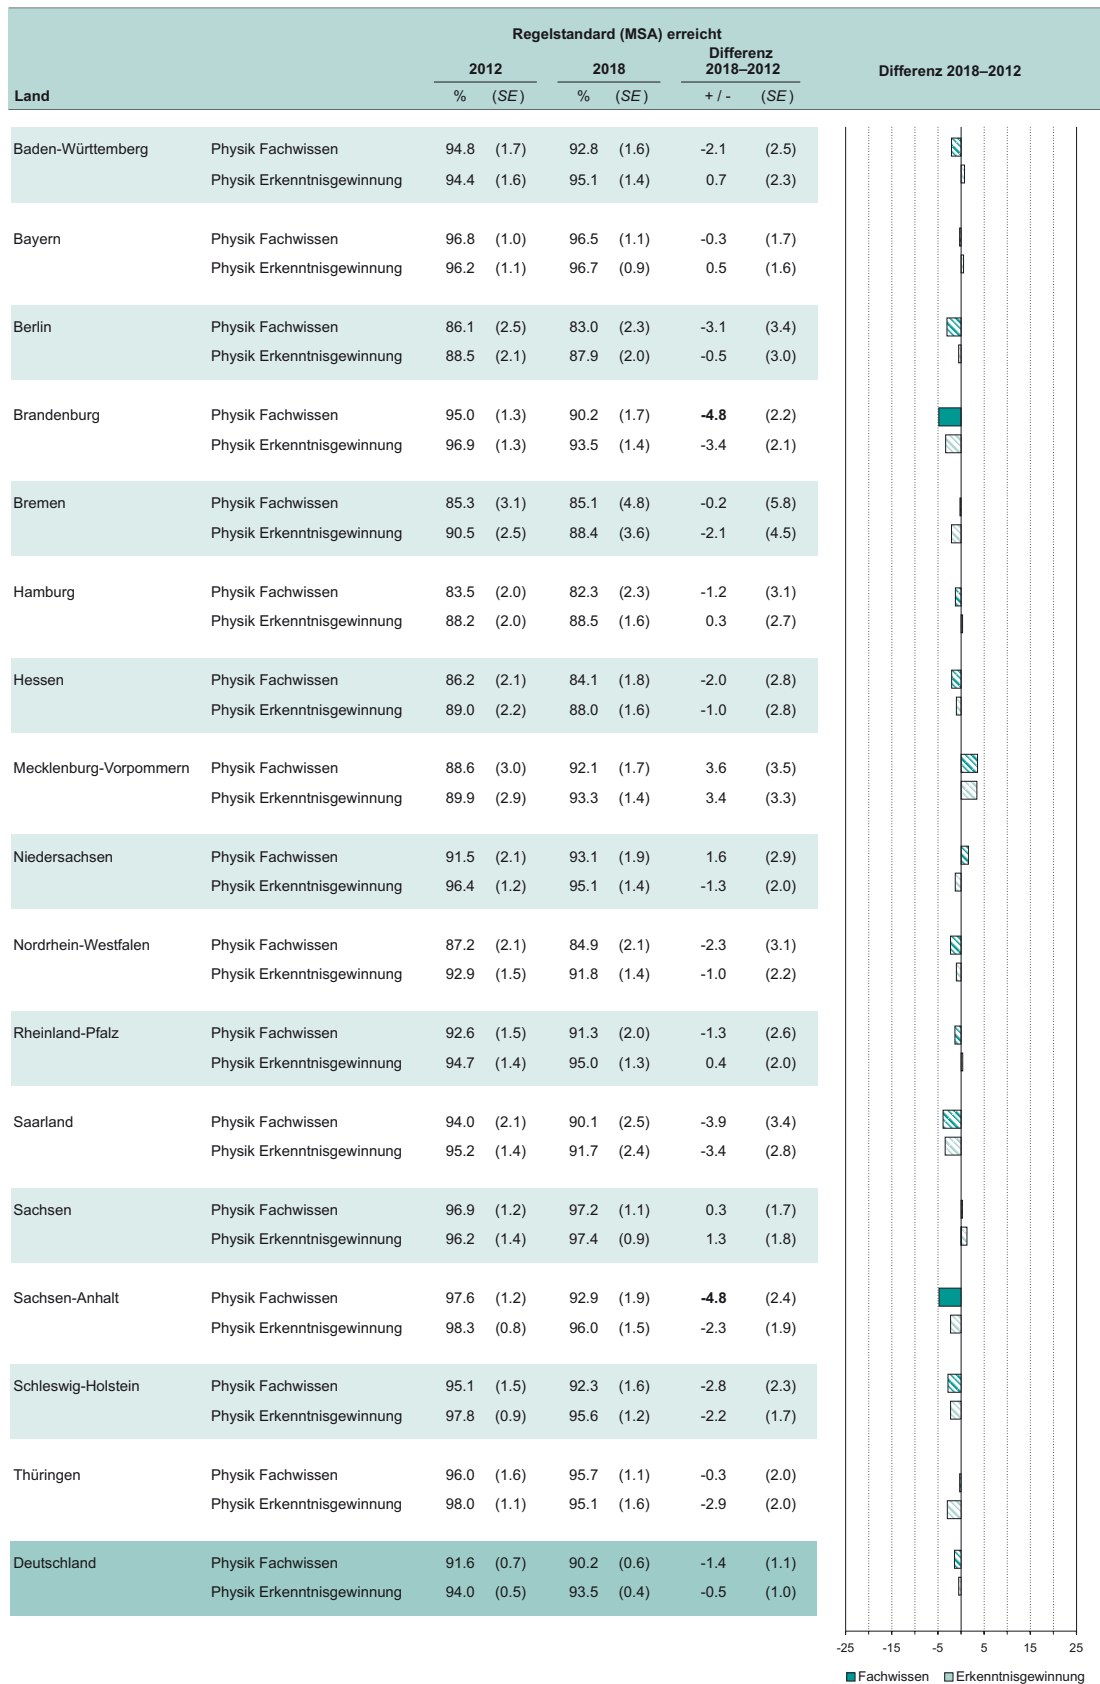 Regelstandard (MSA) erreicht
2012 2018 Differenz 2018–2012 Differenz 2018–2012
Land % (SE) % (SE) + / - (SE)
Baden-Württemberg Physik Fachwissen 94.8 (1.7) 92.8 (1.6) -2.1 (2.5)
Physik Erkenntnisgewinnung 94.4 (1.6) 95.1 (1.4) 0.7 (2.3)
Bayern Physik Fachwissen 96.8 (1.0) 96.5 (1.1) -0.3 (1.7)
Physik Erkenntnisgewinnung 96.2 (1.1) 96.7 (0.9) 0.5 (1.6)
Berlin Physik Fachwissen 86.1 (2.5) 83.0 (2.3) -3.1 (3.4)
Physik Erkenntnisgewinnung 88.5 (2.1) 87.9 (2.0) -0.5 (3.0)
Brandenburg Physik Fachwissen 95.0 (1.3) 90.2 (1.7) -4.8 (2.2)
Physik Erkenntnisgewinnung 96.9 (1.3) 93.5 (1.4) -3.4 (2.1)
Bremen Physik Fachwissen 85.3 (3.1) 85.1 (4.8) -0.2 (5.8)
Physik Erkenntnisgewinnung 90.5 (2.5) 88.4 (3.6) -2.1 (4.5)
Hamburg Physik Fachwissen 83.5 (2.0) 82.3 (2.3) -1.2 (3.1)
Physik Erkenntnisgewinnung 88.2 (2.0) 88.5 (1.6) 0.3 (2.7)
Hessen Physik Fachwissen 86.2 (2.1) 84.1 (1.8) -2.0 (2.8)
Physik Erkenntnisgewinnung 89.0 (2.2) 88.0 (1.6) -1.0 (2.8)
Mecklenburg-Vorpommern Physik Fachwissen 88.6 (3.0) 92.1 (1.7) 3.6 (3.5)
Physik Erkenntnisgewinnung 89.9 (2.9) 93.3 (1.4) 3.4 (3.3)
Niedersachsen Physik Fachwissen 91.5 (2.1) 93.1 (1.9) 1.6 (2.9)
Physik Erkenntnisgewinnung 96.4 (1.2) 95.1 (1.4) -1.3 (2.0)
Nordrhein-Westfalen Physik Fachwissen 87.2 (2.1) 84.9 (2.1) -2.3 (3.1)
Physik Erkenntnisgewinnung 92.9 (1.5) 91.8 (1.4) -1.0 (2.2)
Rheinland-Pfalz Physik Fachwissen 92.6 (1.5) 91.3 (2.0) -1.3 (2.6)
Physik Erkenntnisgewinnung 94.7 (1.4) 95.0 (1.3) 0.4 (2.0)
Saarland Physik Fachwissen 94.0 (2.1) 90.1 (2.5) -3.9 (3.4)
Physik Erkenntnisgewinnung 95.2 (1.4) 91.7 (2.4) -3.4 (2.8)
Sachsen Physik Fachwissen 96.9 (1.2) 97.2 (1.1) 0.3 (1.7)
Physik Erkenntnisgewinnung 96.2 (1.4) 97.4 (0.9) 1.3 (1.8)
Sachsen-Anhalt Physik Fachwissen 97.6 (1.2) 92.9 (1.9) -4.8 (2.4)
Physik Erkenntnisgewinnung 98.3 (0.8) 96.0 (1.5) -2.3 (1.9)
Schleswig-Holstein Physik Fachwissen 95.1 (1.5) 92.3 (1.6) -2.8 (2.3)
Physik Erkenntnisgewinnung 97.8 (0.9) 95.6 (1.2) -2.2 (1.7)
Thüringen Physik Fachwissen 96.0 (1.6) 95.7 (1.1) -0.3 (2.0)
Physik Erkenntnisgewinnung 98.0 (1.1) 95.1 (1.6) -2.9 (2.0)
Deutschland Physik Fachwissen 91.6 (0.7) 90.2 (0.6) -1.4 (1.1)
Physik Erkenntnisgewinnung 94.0 (0.5) 93.5 (0.4) -0.5 (1.0)
-25 -15 -5 5 15 25
Fachwissen Erkenntnisgewinnung